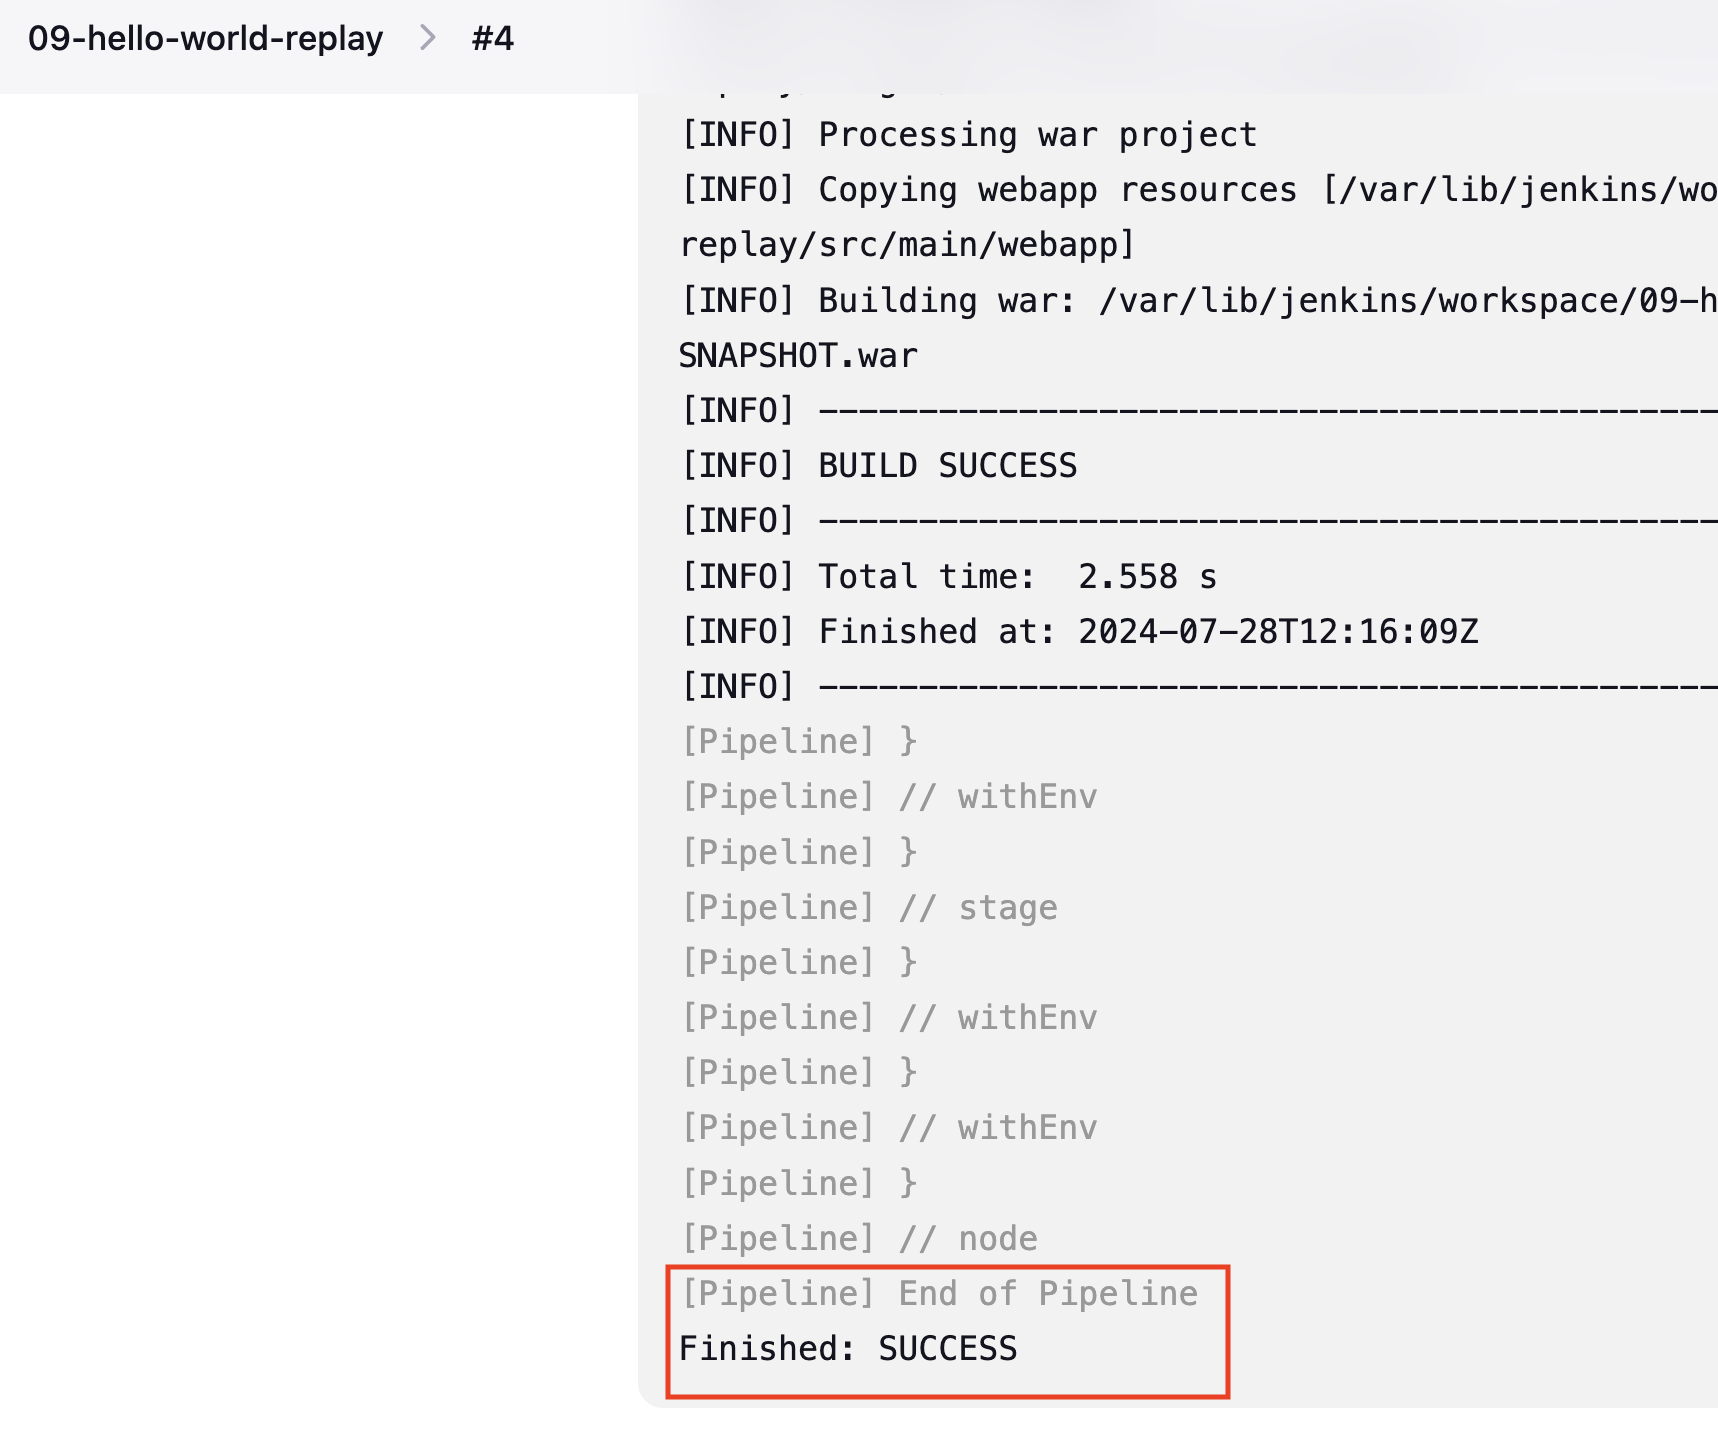 09-hello-world-replay > #4
[INFO] Processing war project
[INFO] Copying webapp resources [/var/lib/jenkins/wo
replay/src/main/webapp]
[INFO] Building war: /var/lib/jenkins/workspace/09-h
SNAPSHOT.war
[INFO] ---------------------------------------------
[INFO] BUILD SUCCESS
[INFO] ---------------------------------------------
[INFO] Total time:  2.558 s
[INFO] Finished at: 2024-07-28T12:16:09Z
[INFO] ---------------------------------------------
[Pipeline] }
[Pipeline] // withEnv
[Pipeline] }
[Pipeline] // stage
[Pipeline] }
[Pipeline] // withEnv
[Pipeline] }
[Pipeline] // withEnv
[Pipeline] }
[Pipeline] // node
[Pipeline] End of Pipeline
Finished: SUCCESS